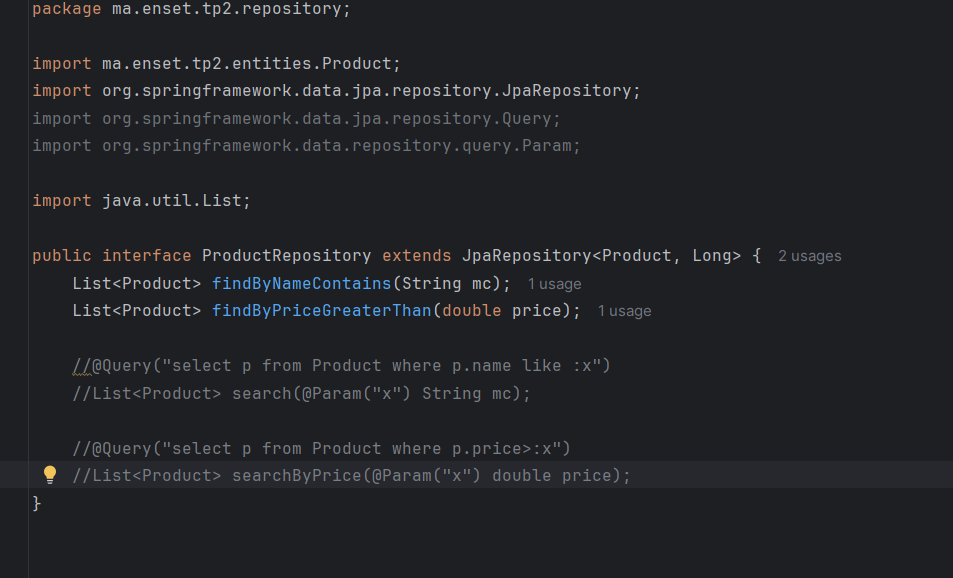 package ma.enset.tp2.repository;
import ma.enset.tp2.entities.Product;
import org.springframework.data.jpa.repository.JpaRepository;
import org.springframework.data.jpa.repository.Query;
import org.springframework.data.repository.query.Param;
import java.util.List;
public interface ProductRepository extends JpaRepository<Product, Long> { 2 usages
List<Product> findByNameContains(String mc); 1 usage
List<Product> findByPriceGreaterThan(double price); 1 usage
//@Query("select p from Product where p.name like :x")
//List<Product> search(@Param("x") String mc);
//@Query("select p from Product where p.price>:x")
//List<Product> searchByPrice(@Param("x") double price);
}